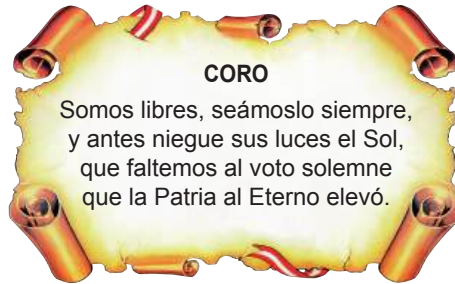 CORO
Somos libres, seámoslo siempre,
y antes niegue sus luces el Sol,
que faltemos al voto solemne
que la Patria al Eterno elevó.